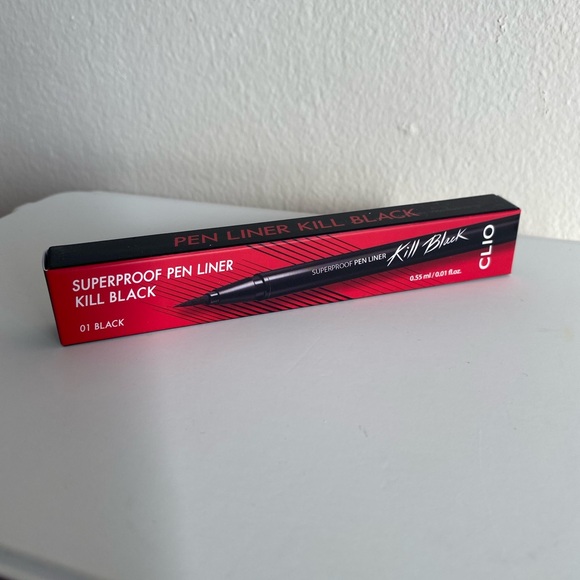 PEN LINER KILL BLACK
SUPERPROOF PEN LINER
KILL BLACK
01 BLACK
SUPERPROOF PEN LINER Kill Black
0.55 ml / 0.01 fl.oz.
CLIO